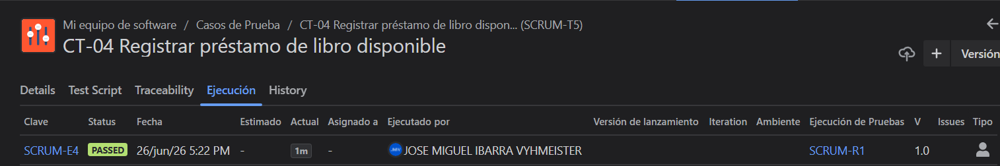 Mi equipo de software / Casos de Prueba / CT-04 Registrar préstamo de libro dispon... (SCRUM-T5)
CT-04 Registrar préstamo de libro disponible
+ Versión
Details Test Script Traceability Ejecución History
Clave Status Fecha Estimado Actual Asignado a Ejecutado por Versión de lanzamiento Iteration Ambiente Ejecución de Pruebas V Issues Tipo
SCRUM-E4 PASSED 26/jun/26 5:22 PM - 1m - JOSE MIGUEL IBARRA VYHMEISTER SCRUM-R1 1.0